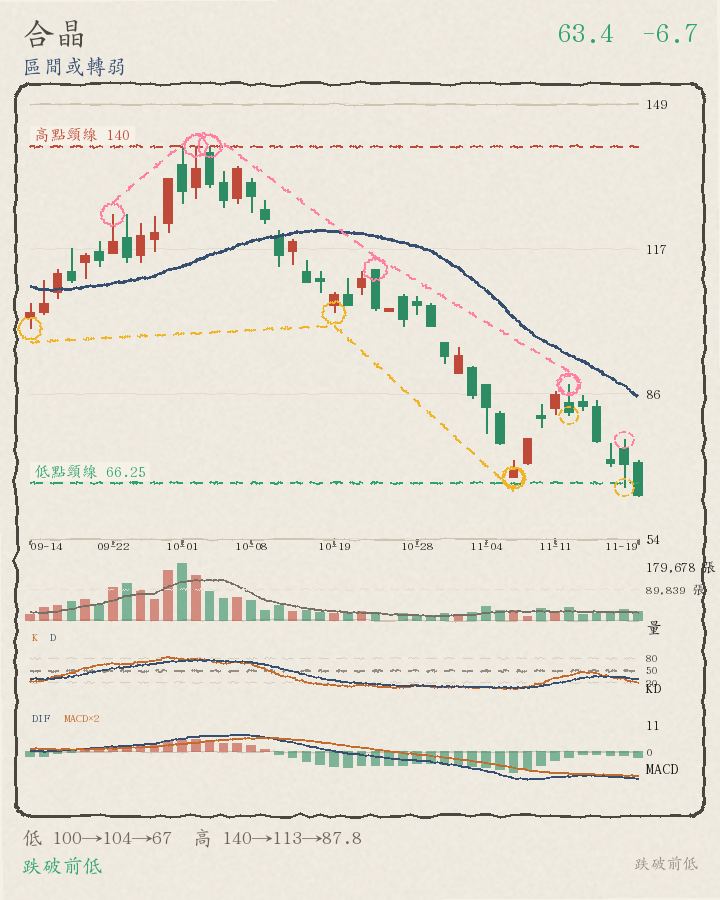 合晶
63.4 -6.7
區間或轉弱
149
高點頸線 140
117
86
低點頸線 66.25
54
09-14 09-22 10-01 10-08 10-19 10-28 11-04 11-11 11-19
179,678 張
89,839 張
量
K D
80
50
20
KD
DIF MACD×2
11
0
MACD
低 100→104→67 高 140→113→87.8
跌破前低
跌破前低